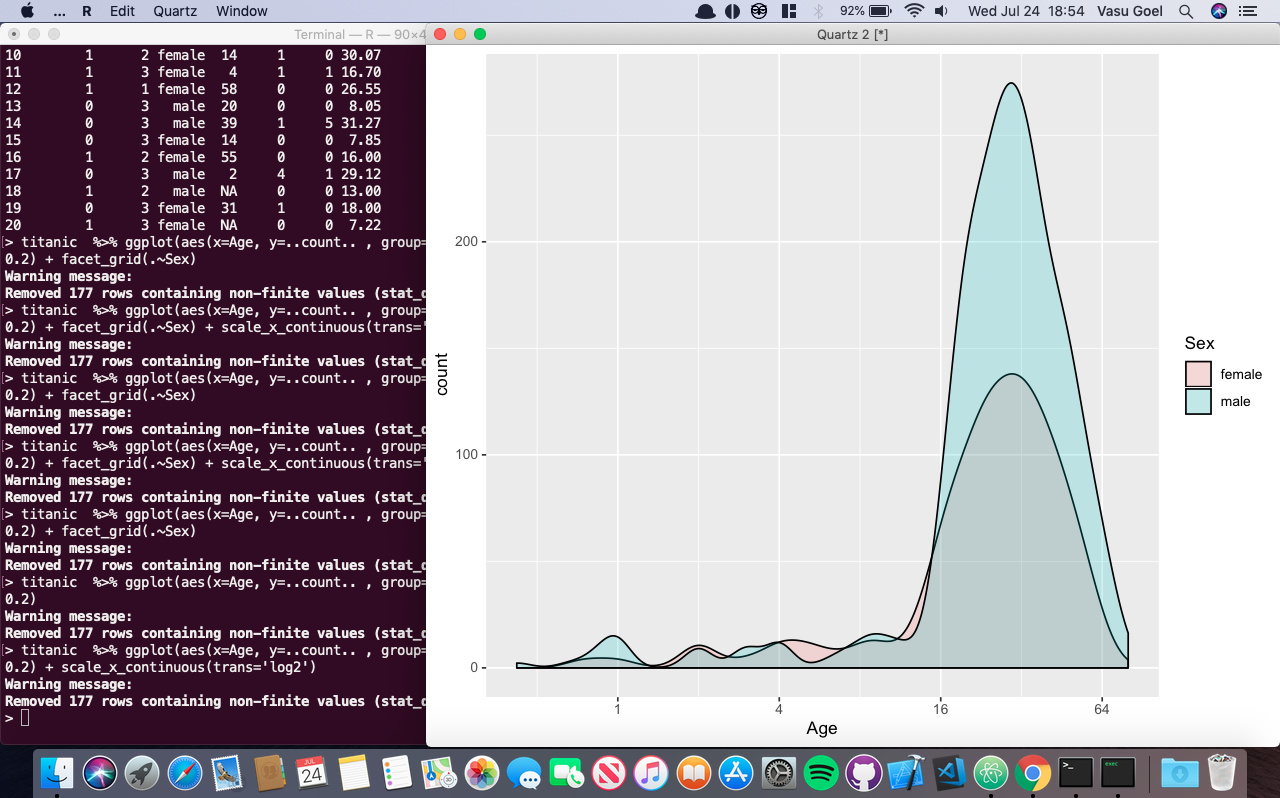 ... R Edit Quartz Window 92% Wed Jul 24 18:54 Vasu Goel
Terminal — R — 90×4
10 1 2 female 14 1 0 30.07
11 1 3 female 4 1 1 16.70
12 1 1 female 58 0 0 26.55
13 0 3 male 20 0 0 8.05
14 0 3 male 39 1 5 31.27
15 0 3 female 14 0 0 7.85
16 1 2 female 55 0 0 16.00
17 0 3 male 2 4 1 29.12
18 1 2 male NA 0 0 13.00
19 0 3 female 31 1 0 18.00
20 1 3 female NA 0 0 7.22
> titanic %>% ggplot(aes(x=Age, y=..count.. , group=
0.2) + facet_grid(.~Sex)
Warning message:
Removed 177 rows containing non-finite values (stat_d
> titanic %>% ggplot(aes(x=Age, y=..count.. , group=
0.2) + facet_grid(.~Sex) + scale_x_continuous(trans='
Warning message:
Removed 177 rows containing non-finite values (stat_d
> titanic %>% ggplot(aes(x=Age, y=..count.. , group=
0.2) + facet_grid(.~Sex)
Warning message:
Removed 177 rows containing non-finite values (stat_d
> titanic %>% ggplot(aes(x=Age, y=..count.. , group=
0.2) + facet_grid(.~Sex) + scale_x_continuous(trans='
Warning message:
Removed 177 rows containing non-finite values (stat_d
> titanic %>% ggplot(aes(x=Age, y=..count.. , group=
0.2) + facet_grid(.~Sex)
Warning message:
Removed 177 rows containing non-finite values (stat_d
> titanic %>% ggplot(aes(x=Age, y=..count.. , group=
0.2)
Warning message:
Removed 177 rows containing non-finite values (stat_d
> titanic %>% ggplot(aes(x=Age, y=..count.. , group=
0.2) + scale_x_continuous(trans='log2')
Warning message:
Removed 177 rows containing non-finite values (stat_d
>
Quartz 2 [*]
200
100
0
count
1 4 16 64
Age
Sex
female
male
JUL
24
>_
exec